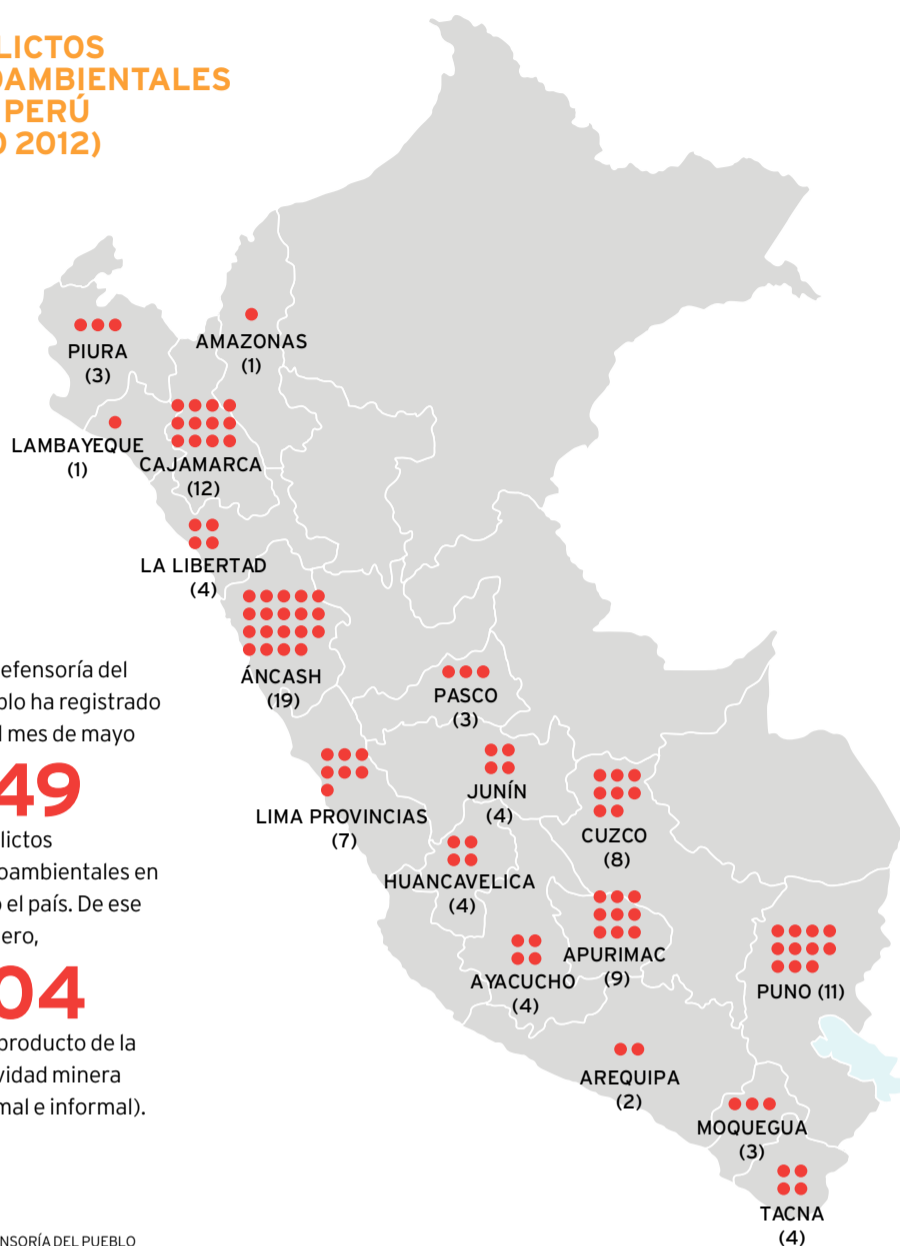 LICTOS
OAMBIENTALES
PERÚ
O 2012)
PIURA
(3)
AMAZONAS
(1)
LAMBAYEQUE
(1)
CAJAMARCA
(12)
LA LIBERTAD
(4)
ÁNCASH
(19)
PASCO
(3)
LIMA PROVINCIAS
(7)
JUNÍN
(4)
CUZCO
(8)
HUANCAVELICA
(4)
APURIMAC
(9)
AYACUCHO
(4)
PUNO (11)
AREQUIPA
(2)
MOQUEGUA
(3)
TACNA
(4)
efensoría del
blo ha registrado
l mes de mayo
49
lictos
oambientales en
o el país. De ese
ero,
04
producto de la
vidad minera
mal e informal).
NSORÍA DEL PUEBLO